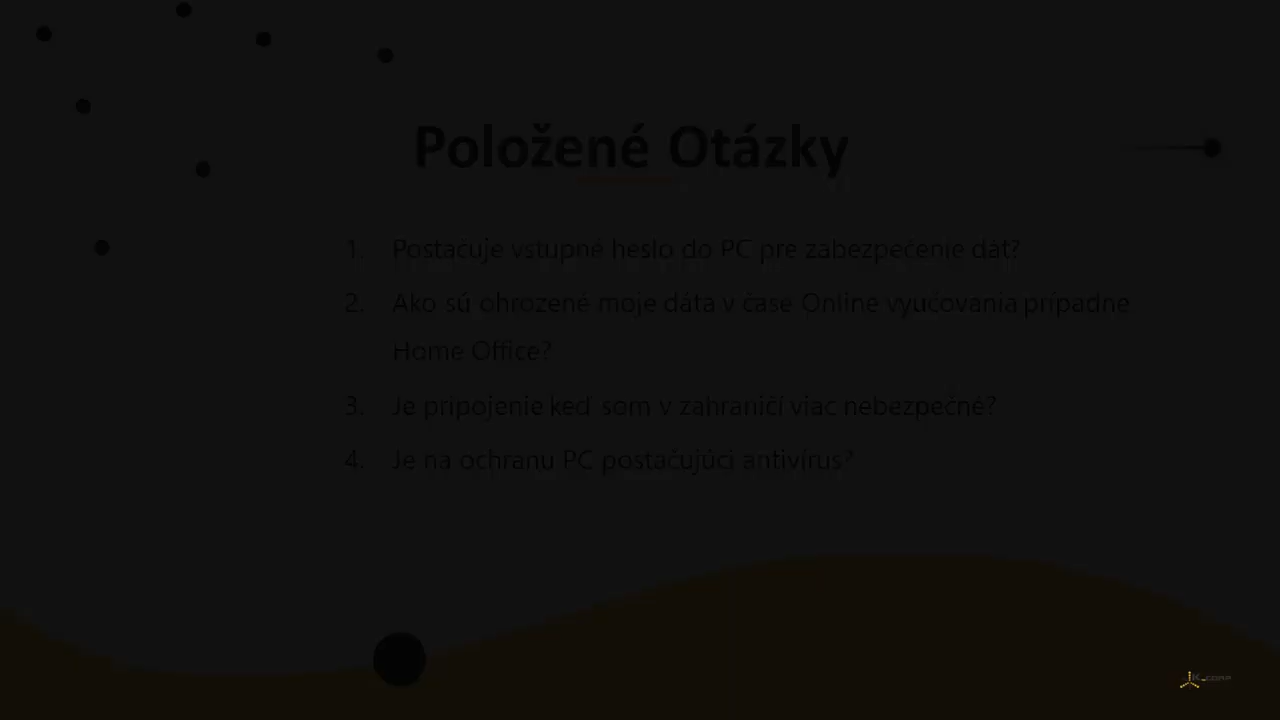 Položené Otázky
1. Postačuje vstupné heslo do PC pre zabezpečenie dát?
2. Ako sú ohrozené moje dáta v čase Online vyučovania prípadne
Home Office?
3. Je pripojenie keď som v zahraničí viac nebezpečné?
4. Je na ochranu PC postačujúci antivírus?